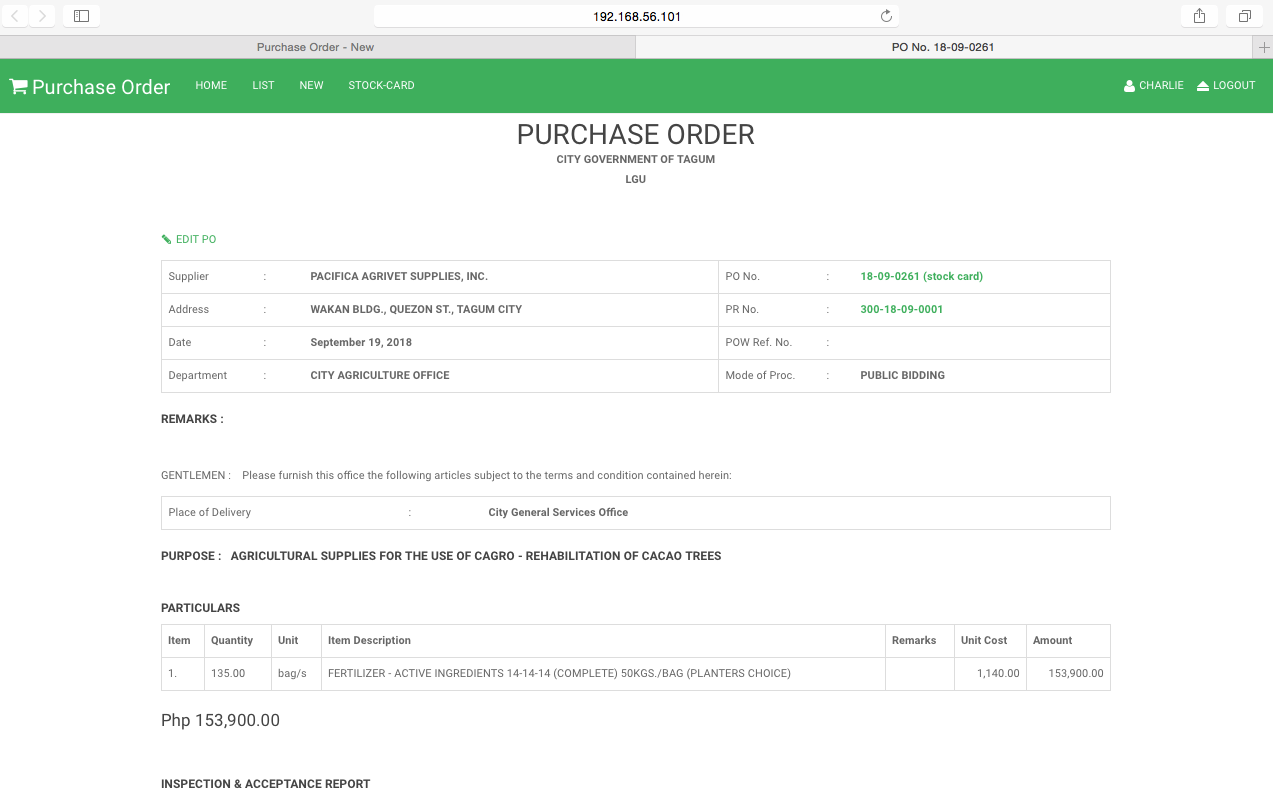 192.168.56.101
Purchase Order - New
PO No. 18-09-0261
Purchase Order HOME LIST NEW STOCK-CARD CHARLIE LOGOUT
PURCHASE ORDER
CITY GOVERNMENT OF TAGUM
LGU
EDIT PO
Supplier : PACIFICA AGRIVET SUPPLIES, INC. PO No. : 18-09-0261 (stock card)
Address : WAKAN BLDG., QUEZON ST., TAGUM CITY PR No. : 300-18-09-0001
Date : September 19, 2018 POW Ref. No. :
Department : CITY AGRICULTURE OFFICE Mode of Proc. : PUBLIC BIDDING
REMARKS :
GENTLEMEN : Please furnish this office the following articles subject to the terms and condition contained herein:
Place of Delivery : City General Services Office
PURPOSE : AGRICULTURAL SUPPLIES FOR THE USE OF CAGRO - REHABILITATION OF CACAO TREES
PARTICULARS
Item Quantity Unit Item Description Remarks Unit Cost Amount
1. 135.00 bag/s FERTILIZER - ACTIVE INGREDIENTS 14-14-14 (COMPLETE) 50KGS./BAG (PLANTERS CHOICE) 1,140.00 153,900.00
Php 153,900.00
INSPECTION & ACCEPTANCE REPORT